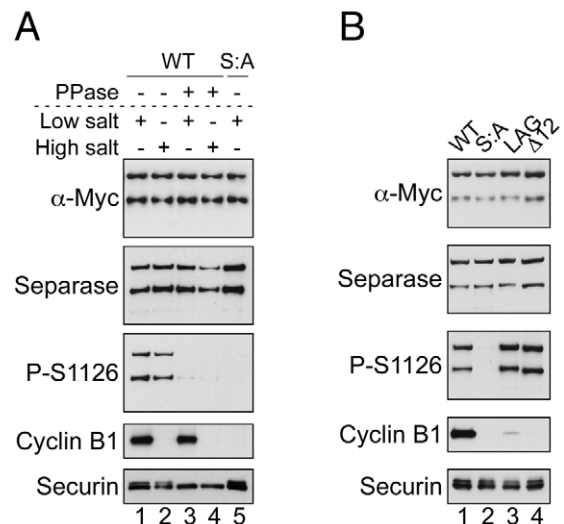 A
WT S:A
PPase - - + + -
Low salt + - + - +
High salt - + - + -
α-Myc
Separase
P-S1126
Cyclin B1
Securin
1 2 3 4 5
B
WT S:A LAG Δ12
α-Myc
Separase
P-S1126
Cyclin B1
Securin
1 2 3 4